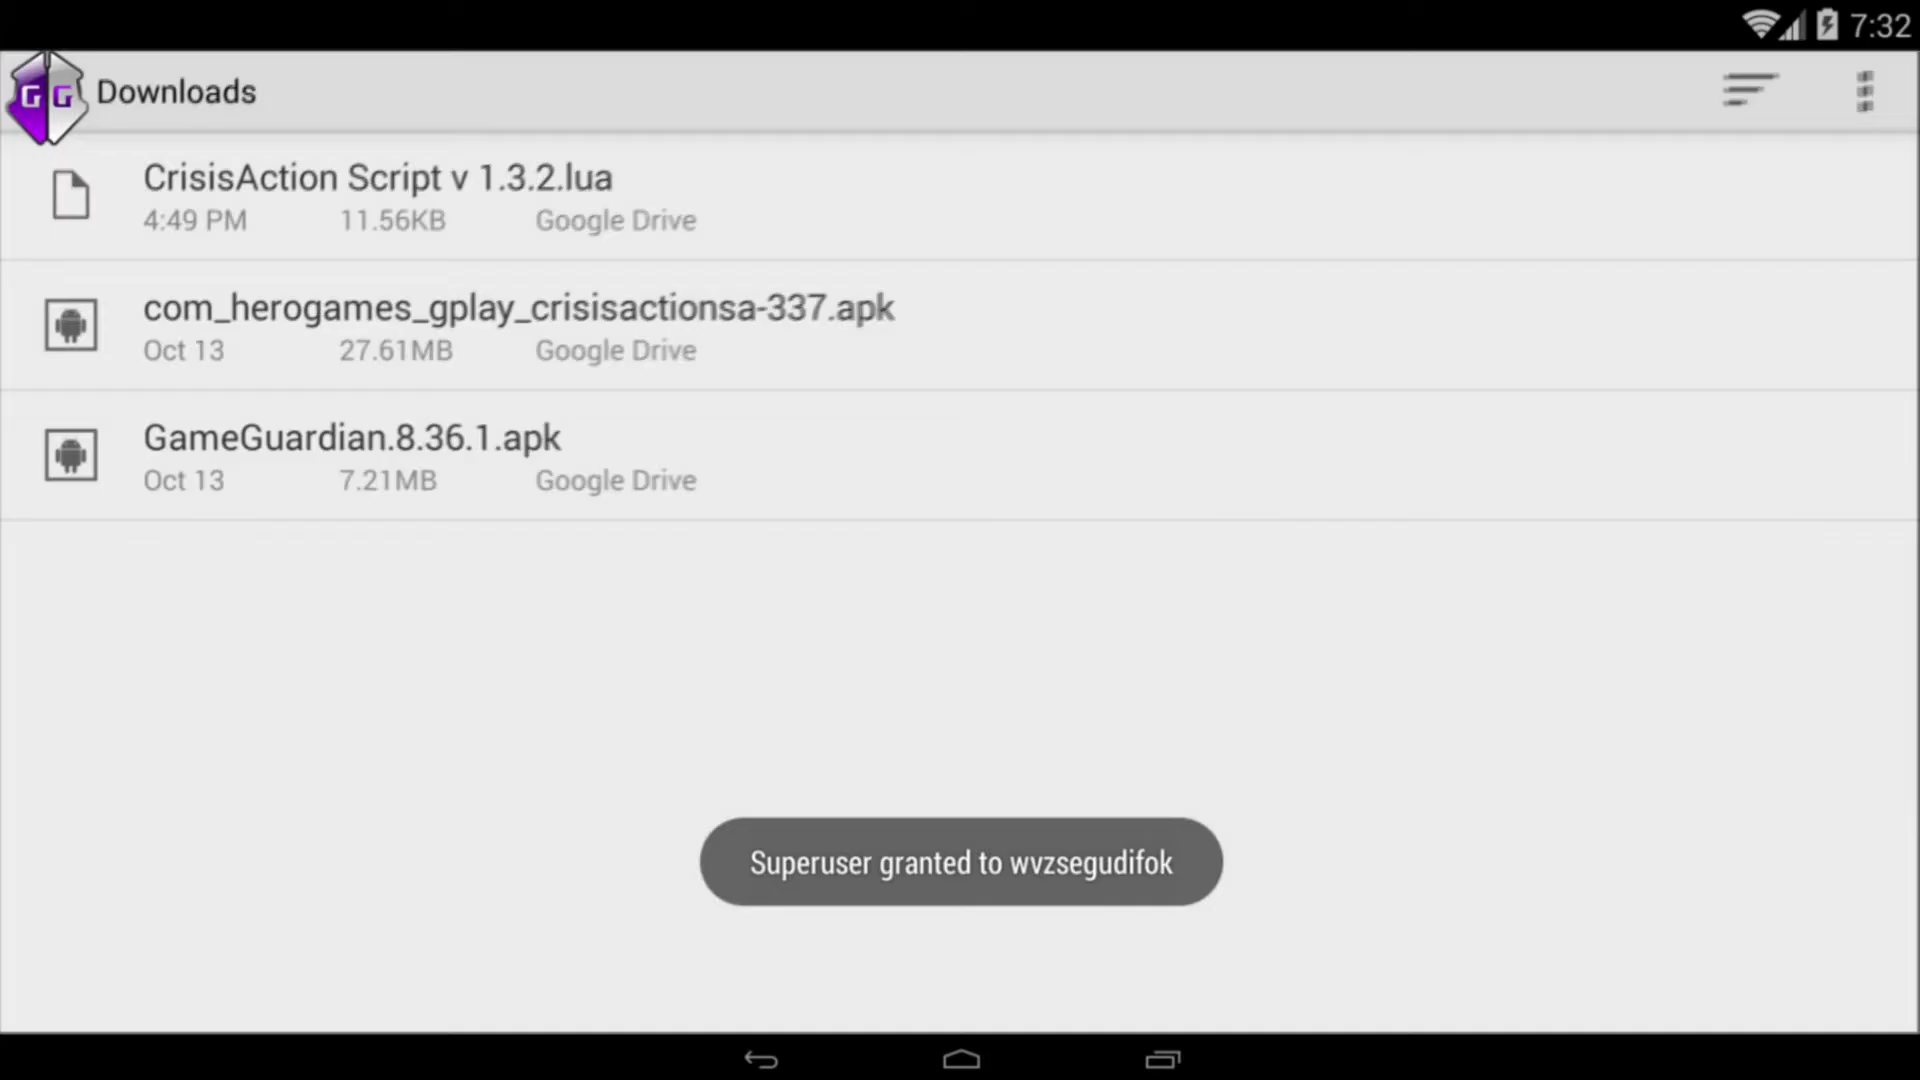 7:32
G G Downloads
CrisisAction Script v 1.3.2.lua
4:49 PM 11.56KB Google Drive
com_herogames_gplay_crisisactionsa-337.apk
Oct 13 27.61MB Google Drive
GameGuardian.8.36.1.apk
Oct 13 7.21MB Google Drive
Superuser granted to wvzsegudifok